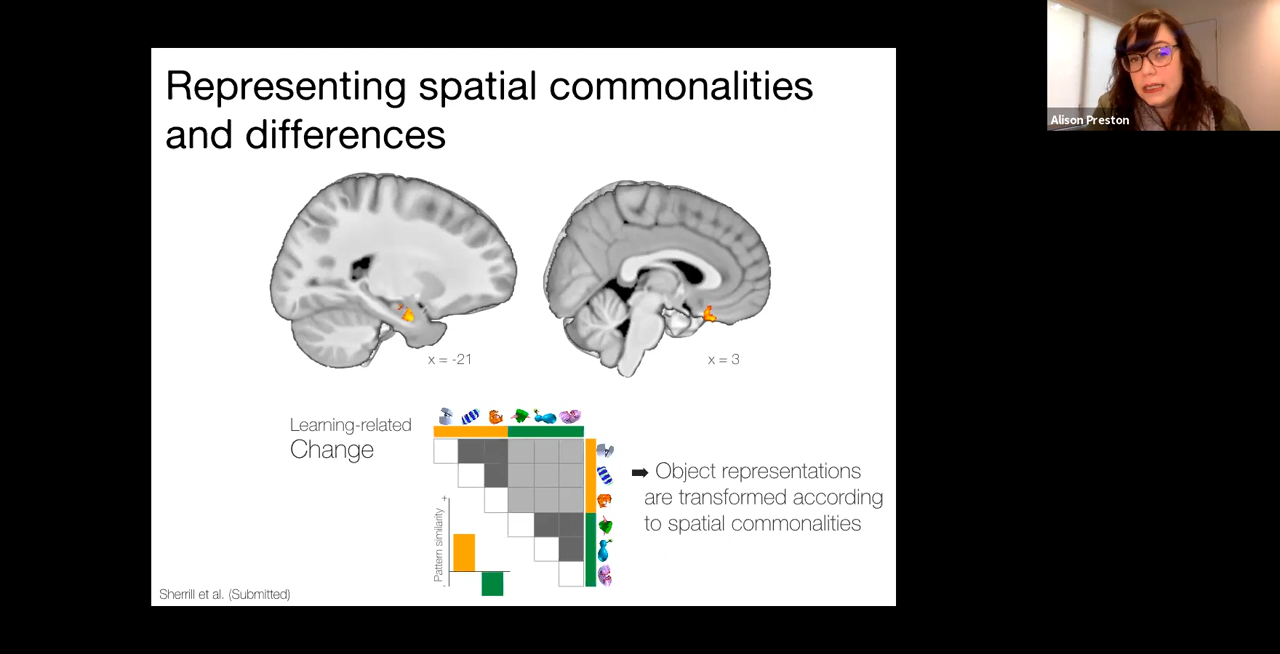 Representing spatial commonalities
and differences
Alison Preston
x = -21
x = 3
Learning-related
Change
+
Pattern similarity
-
➡ Object representations
are transformed according
to spatial commonalities
Sherrill et al. (Submitted)